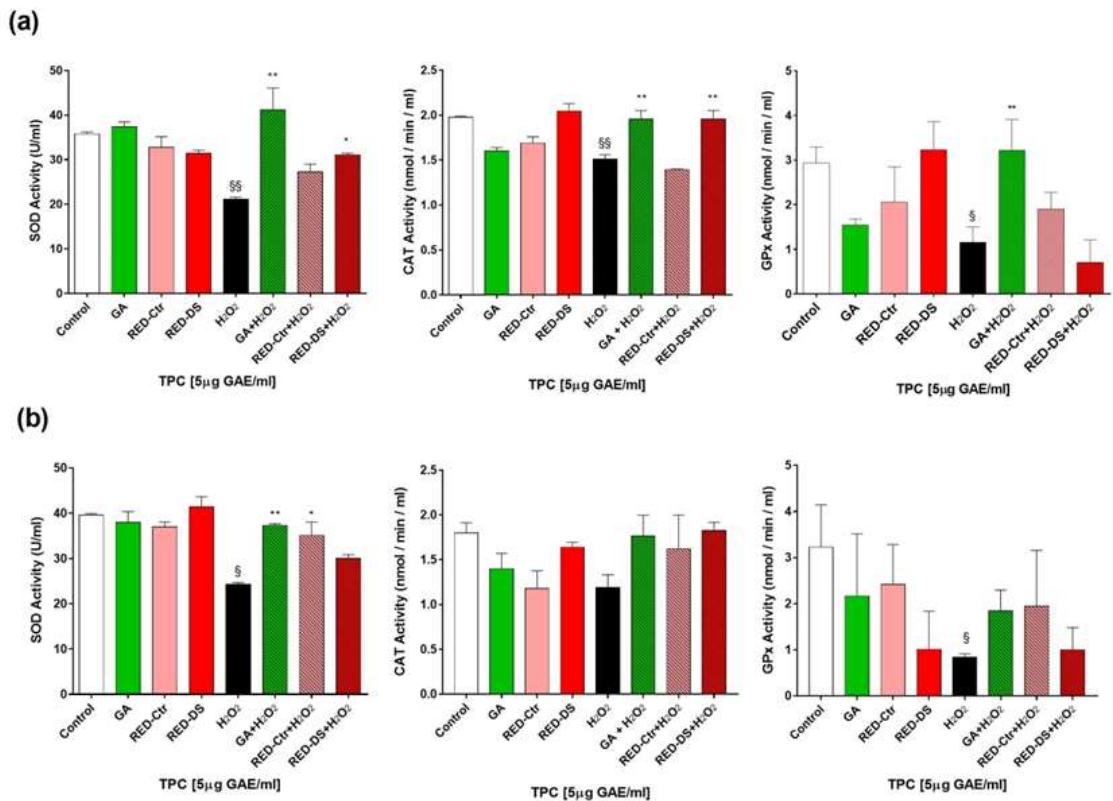 (a)
SOD Activity (U/ml)
50
40
30
20
10
0
**
*
§§
Control
GA
RED-Ctr
RED-DS
H2O2
GA+H2O2
RED-Ctr+H2O2
RED-DS+H2O2
TPC [5μg GAE/ml]
CAT Activity (nmol / min / ml)
2.5
2.0
1.5
1.0
0.5
0.0
§§
**
**
Control
GA
RED-Ctr
RED-DS
H2O2
GA + H2O2
RED-Ctr+H2O2
RED-DS+H2O2
TPC [5μg GAE/ml]
GPx Activity (nmol / min / ml)
5
4
3
2
1
0
§
**
Control
GA
RED-Ctr
RED-DS
H2O2
GA+H2O2
RED-Ctr+H2O2
RED-DS+H2O2
TPC [5μg GAE/ml]
(b)
SOD Activity (U/ml)
50
40
30
20
10
0
§
**
*
Control
GA
RED-Ctr
RED-DS
H2O2
GA+H2O2
RED-Ctr+H2O2
RED-DS+H2O2
TPC [5μg GAE/ml]
CAT Activity (nmol / min / ml)
2.5
2.0
1.5
1.0
0.5
0.0
Control
GA
RED-Ctr
RED-DS
H2O2
GA + H2O2
RED-Ctr+H2O2
RED-DS+H2O2
TPC [5μg GAE/ml]
GPx Activity (nmol / min / ml)
5
4
3
2
1
0
§
Control
GA
RED-Ctr
RED-DS
H2O2
GA+H2O2
RED-Ctr+H2O2
RED-DS+H2O2
TPC [5μg GAE/ml]